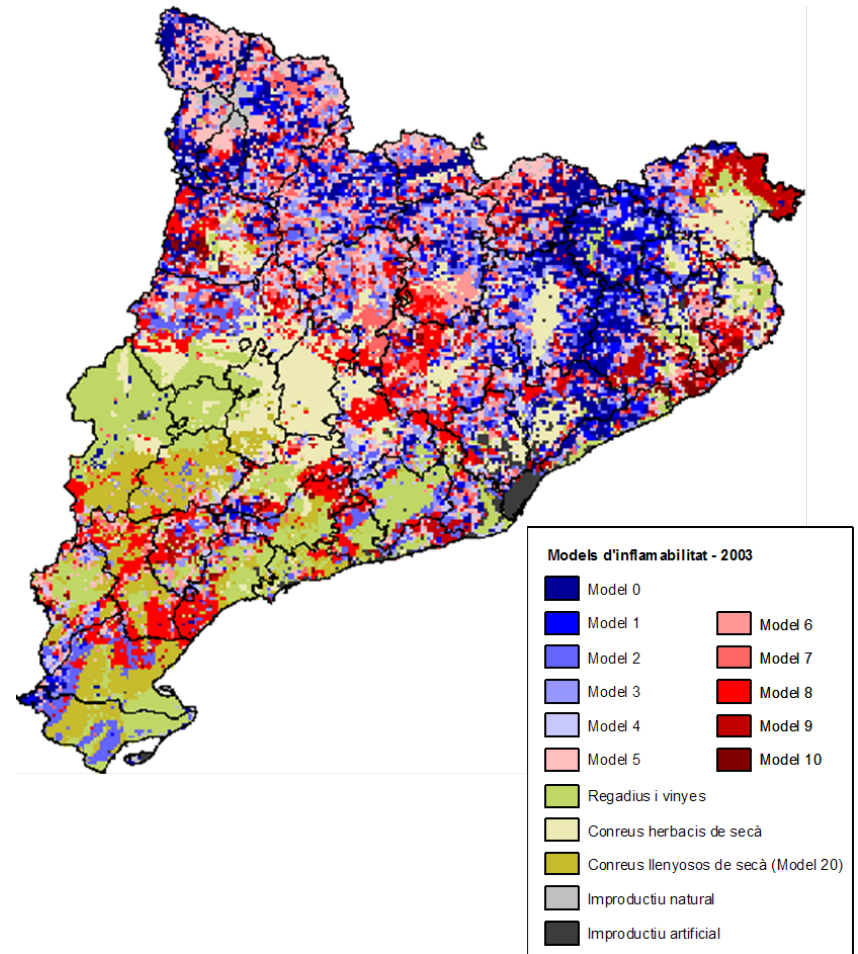 Models d'inflamabilitat - 2003
Model 0
Model 1
Model 2
Model 3
Model 4
Model 5
Model 6
Model 7
Model 8
Model 9
Model 10
Regadius i vinyes
Conreus herbacis de secà
Conreus llenyosos de secà (Model 20)
Improductiu natural
Improductiu artificial